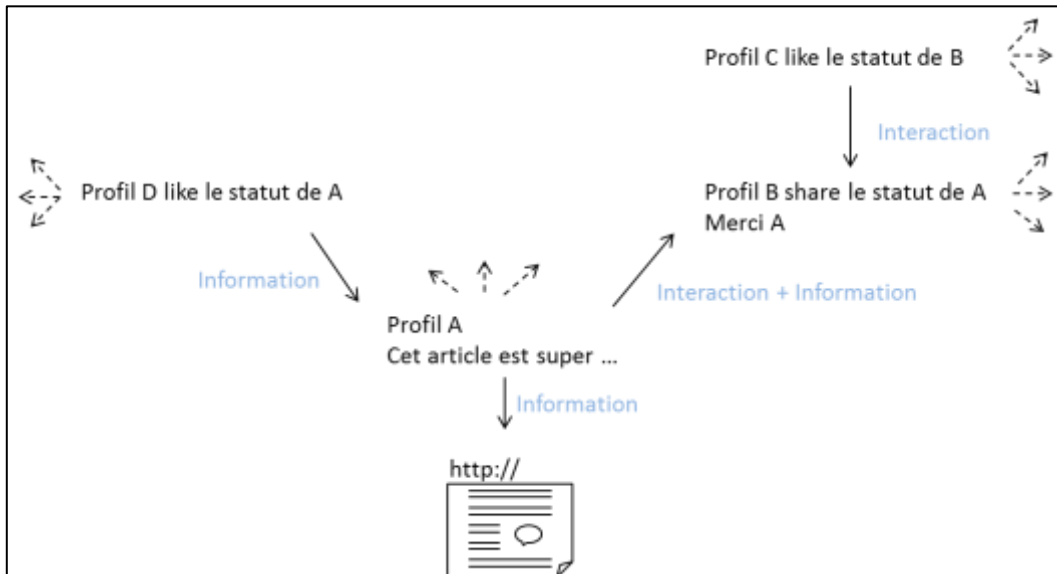 Profil C like le statut de B
Interaction
Profil D like le statut de A
Profil B share le statut de A
Merci A
Information
Interaction + Information
Profil A
Cet article est super ...
Information
http://